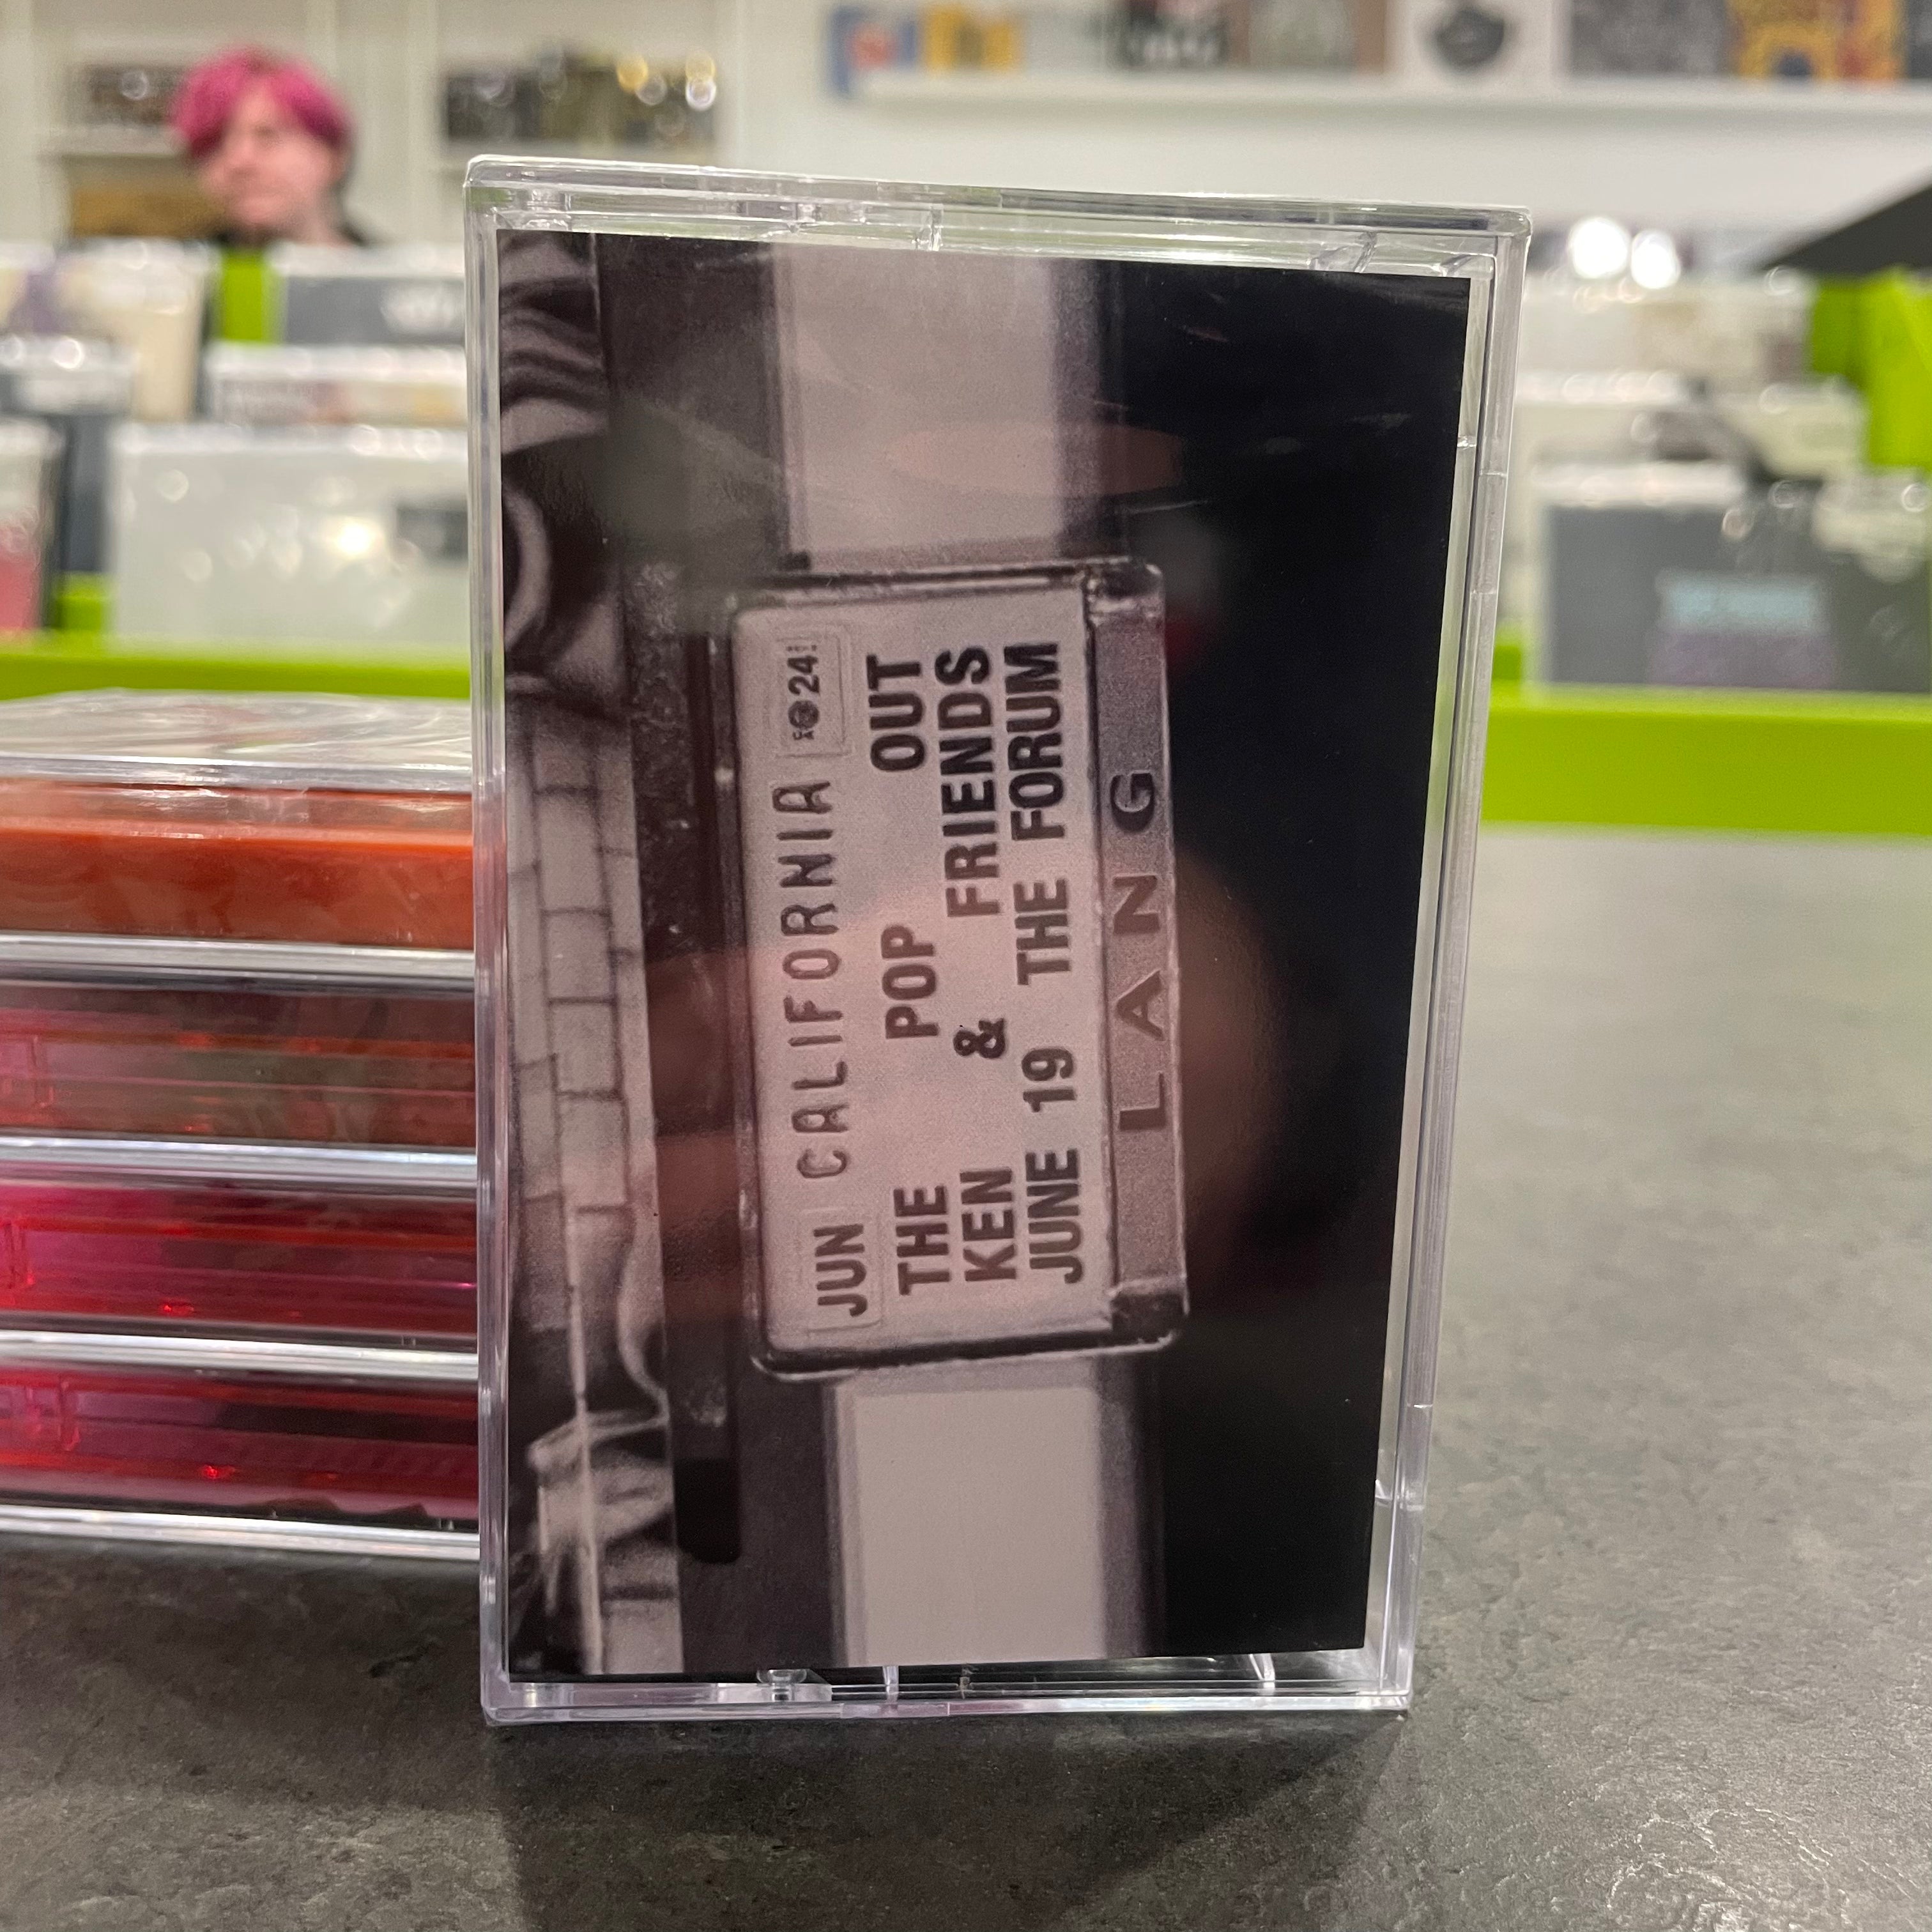 JUN CALIFORNIA 24
THE POP OUT
KEN & FRIENDS
JUNE 19 THE FORUM
LANG